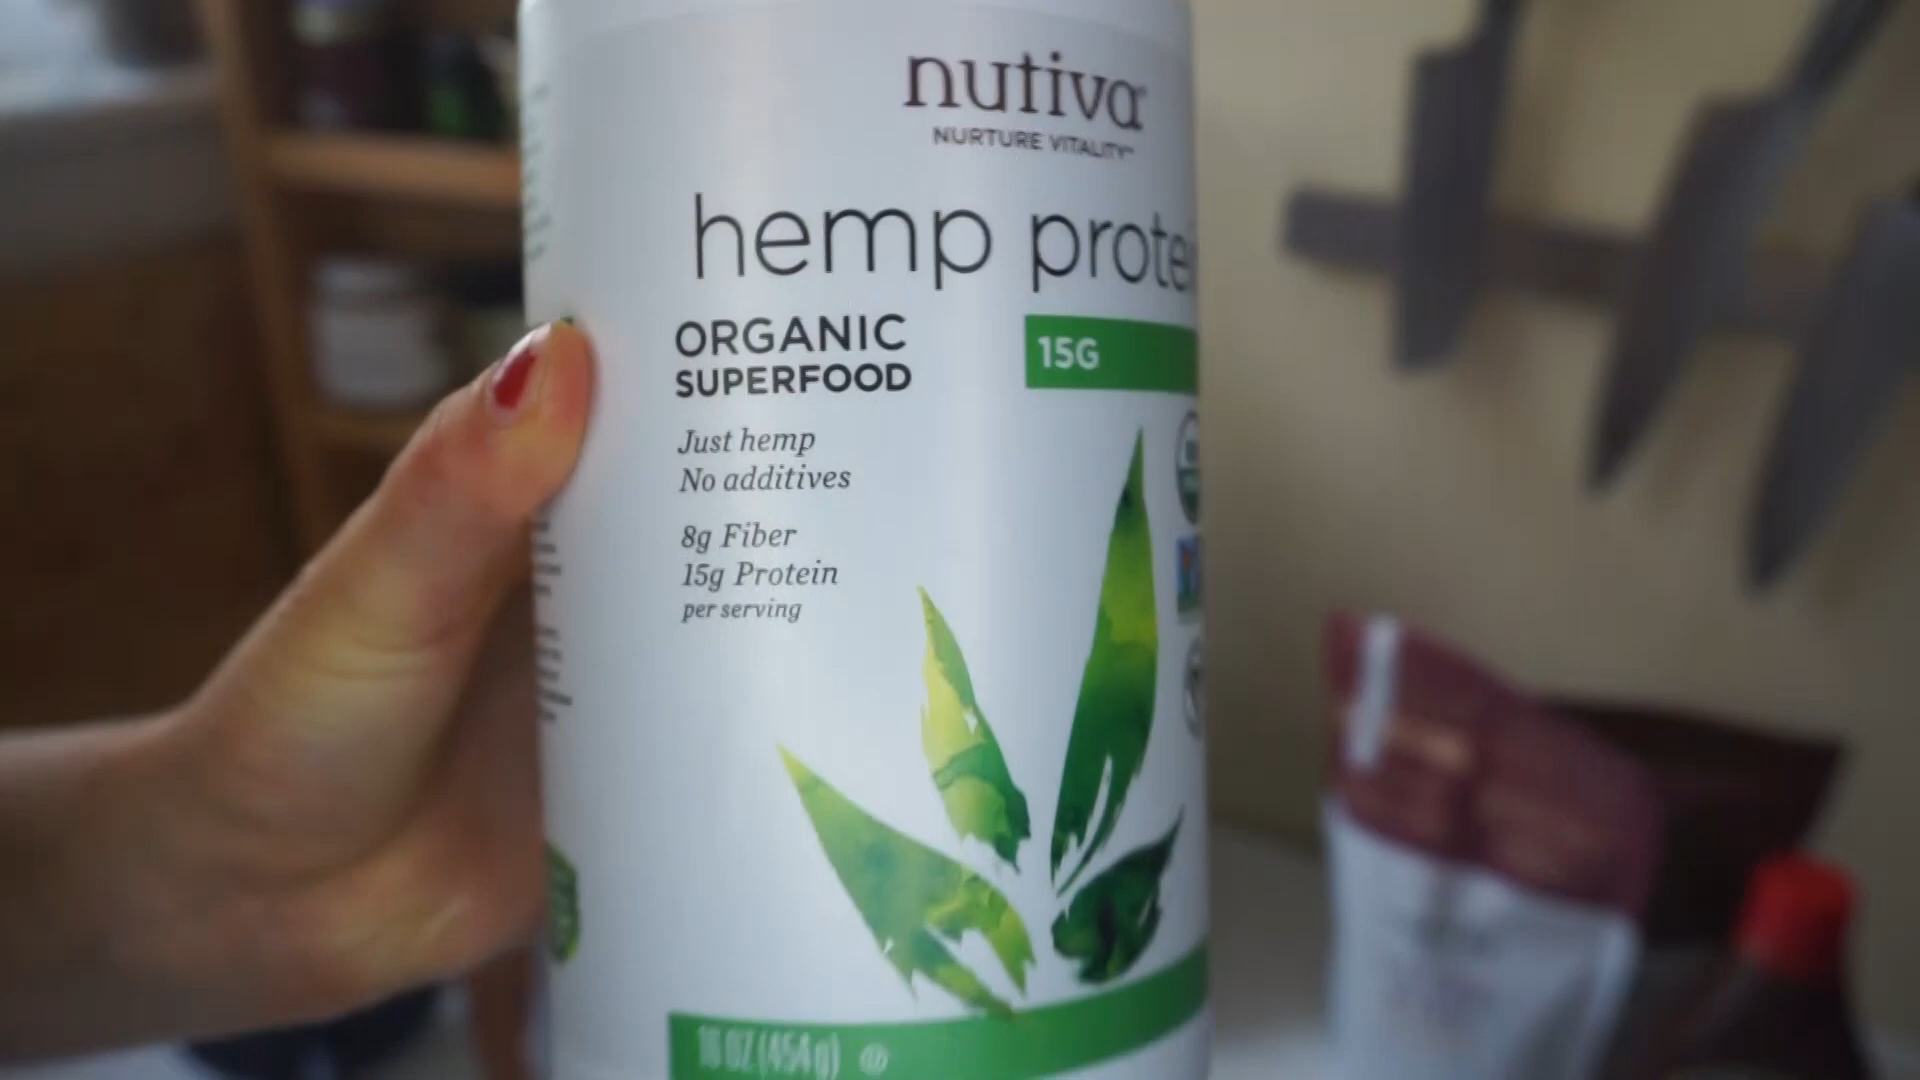 nutiva
NURTURE VITALITY™
hemp prote
ORGANIC
SUPERFOOD
15G
Just hemp
No additives
8g Fiber
15g Protein
per serving
16 OZ (454g)